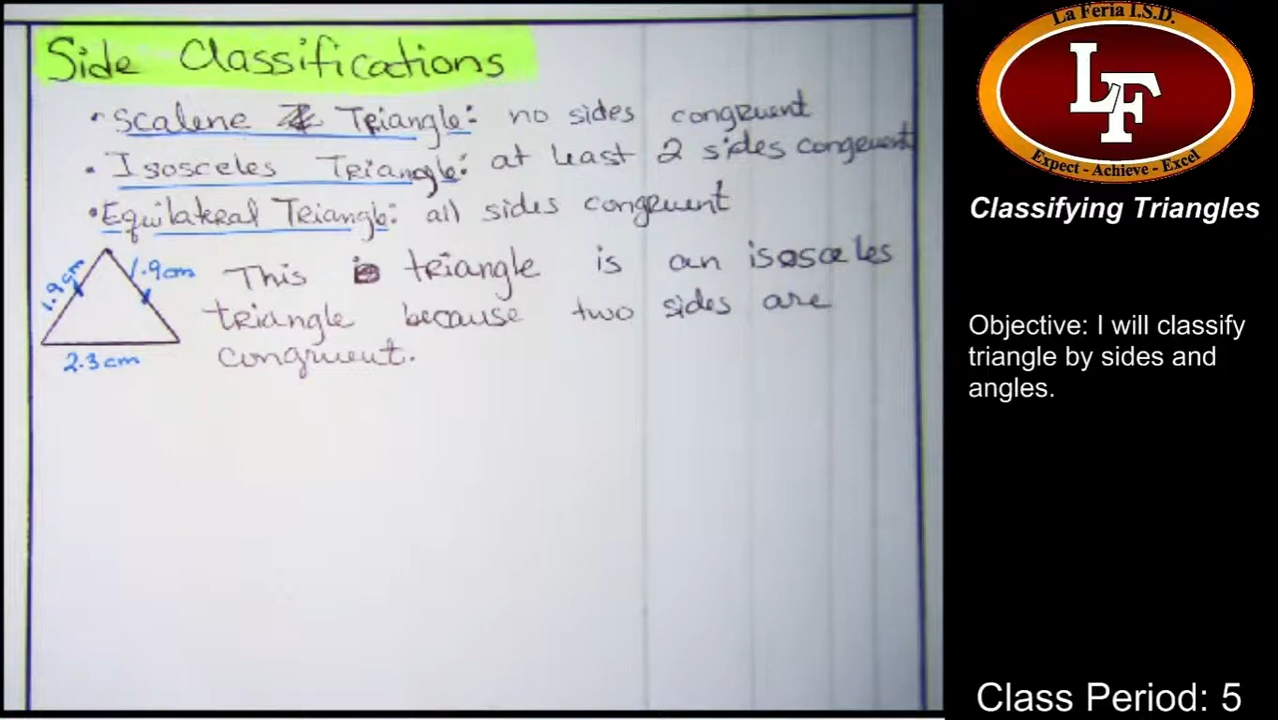 Side Classifications
• Scalene Triangle: no sides congruent
• Isosceles Triangle: at least 2 sides congruent
• Equilateral Triangle: all sides congruent
1.9cm
1.9cm
2.3cm
This triangle is an isosceles
triangle because two sides are
congruent.
La Feria I.S.D.
LF
Expect - Achieve - Excel
Classifying Triangles
Objective: I will classify
triangle by sides and
angles.
Class Period: 5